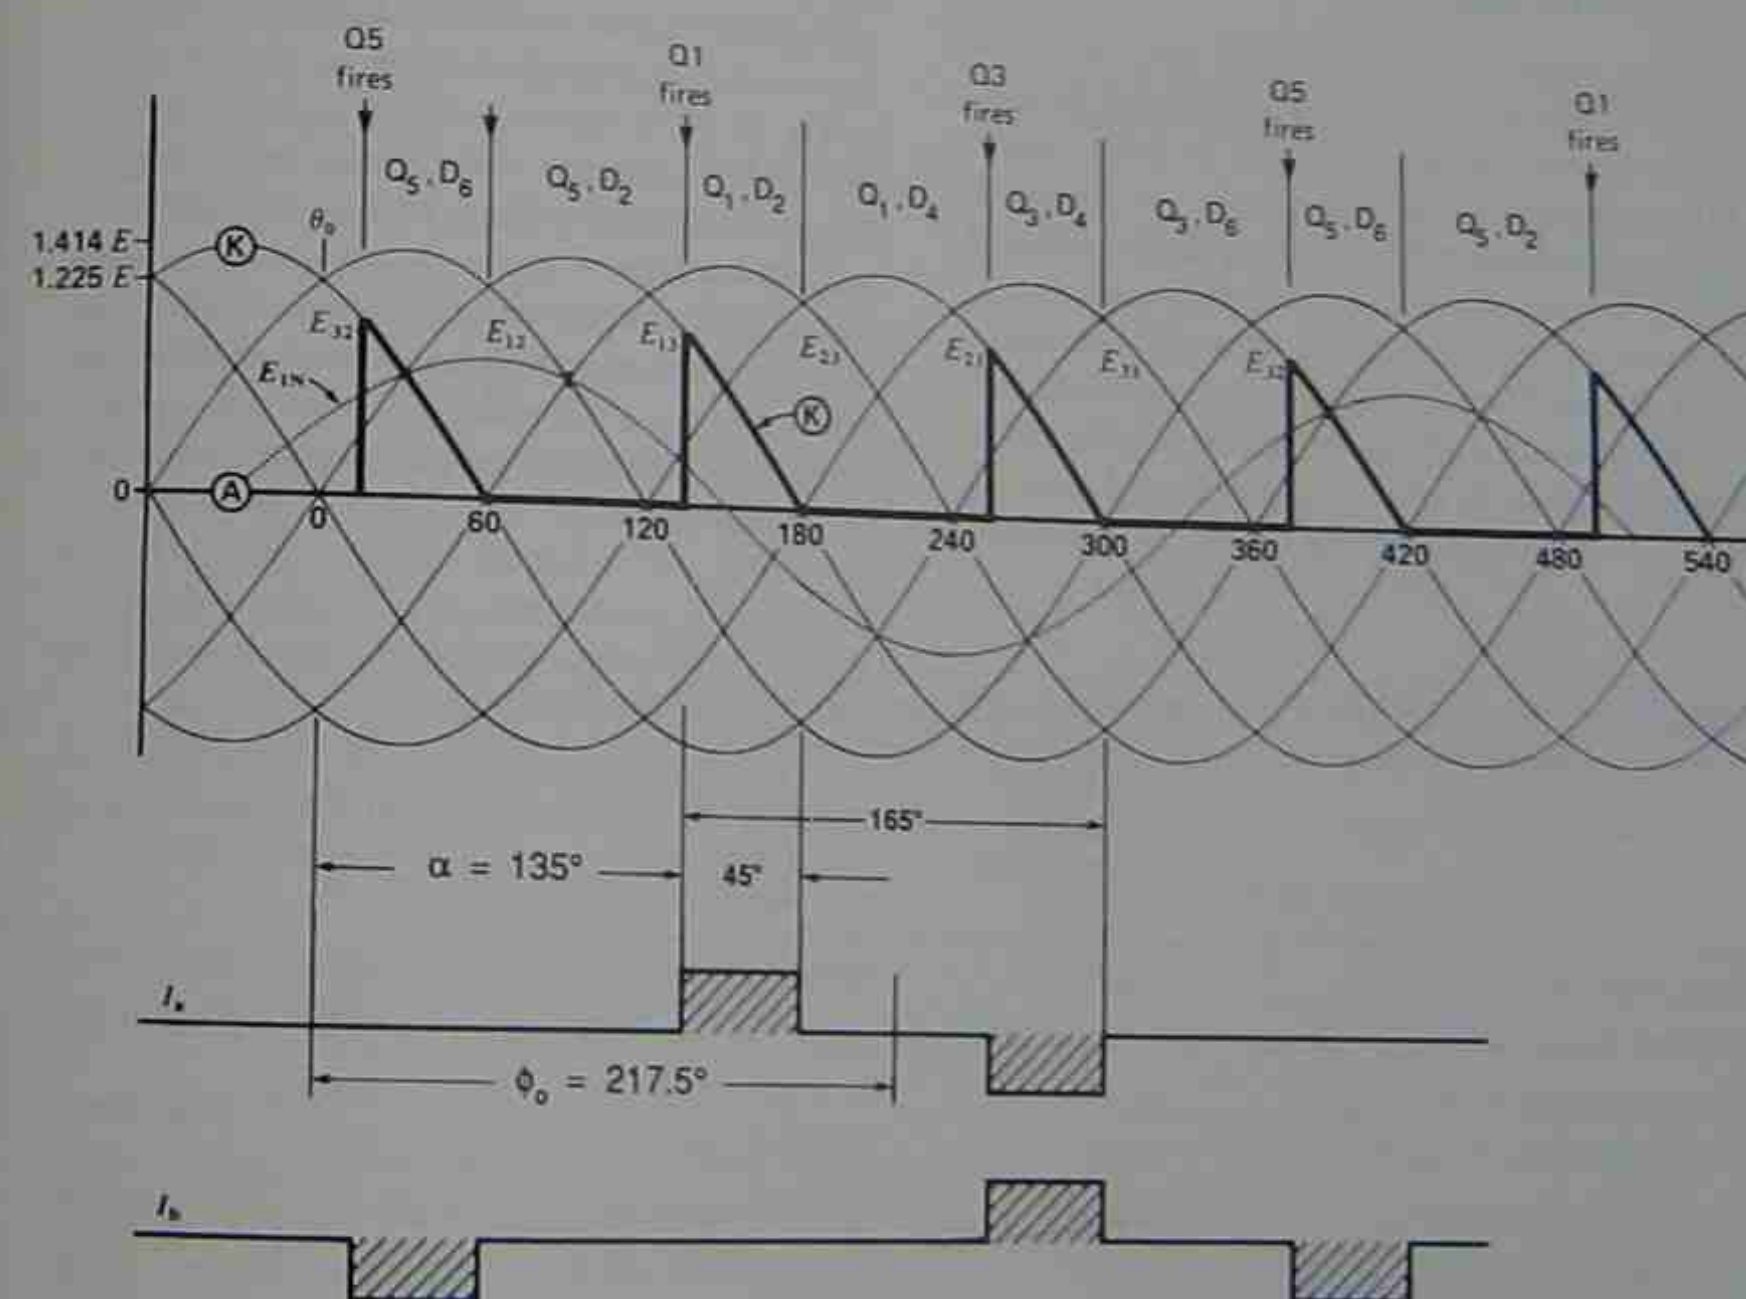 Q5 fires
Q1 fires
Q3 fires
Q5 fires
Q1 fires
Q5, D6
Q5, D2
Q1, D2
Q1, D4
Q3, D4
Q3, D6
Q5, D6
Q5, D2
θ0
K
1.414 E
1.225 E
E32
E12
E13
E23
E21
E31
E32
E1N
K
0
A
0
60
120
180
240
300
360
420
480
540
165°
α = 135°
45°
Ia
ϕ0 = 217.5°
Ib